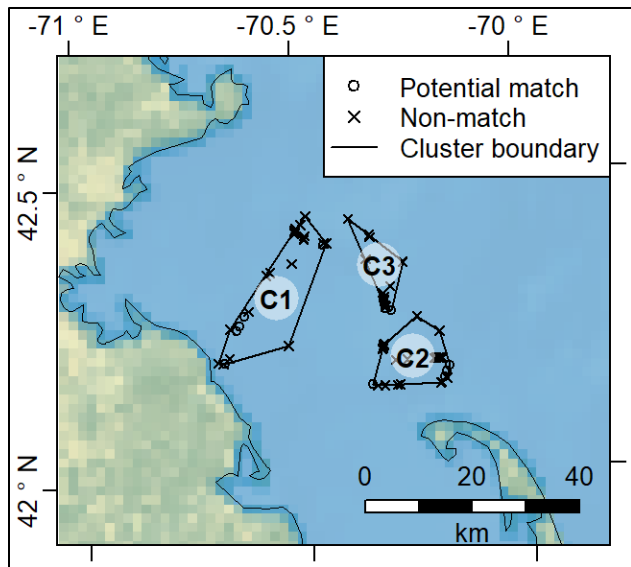 -71 ° E -70.5 ° E -70 ° E
Potential match
Non-match
Cluster boundary
42.5 ° N
C3
C1
C2
42 ° N
0 20 40
km